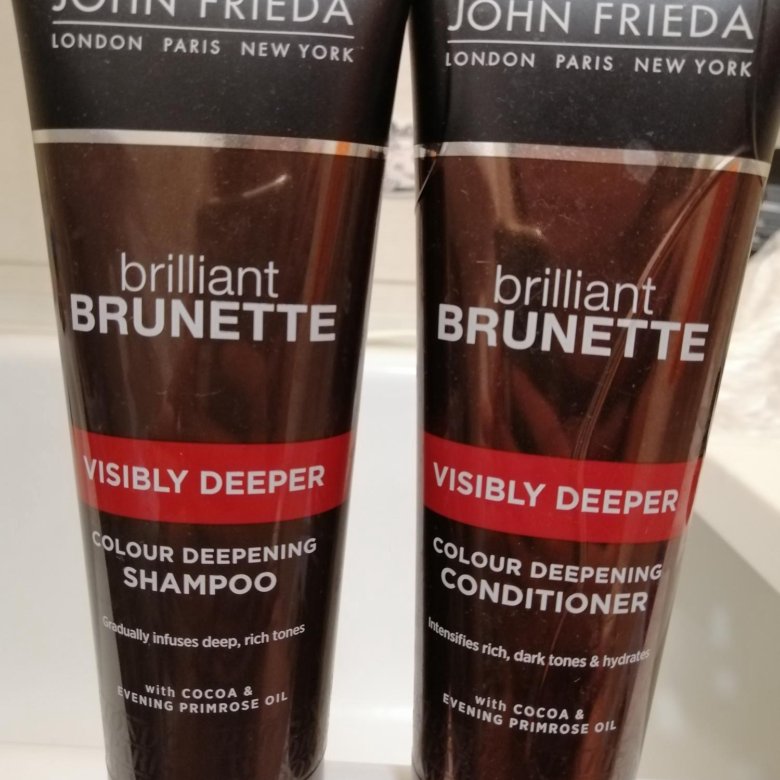 JOHN FRIEDA
LONDON PARIS NEW YORK
brilliant
BRUNETTE
VISIBLY DEEPER
COLOUR DEEPENING
SHAMPOO
Gradually infuses deep, rich tones
with COCOA &
EVENING PRIMROSE OIL
JOHN FRIEDA
LONDON PARIS NEW YORK
brilliant
BRUNETTE
VISIBLY DEEPER
COLOUR DEEPENING
CONDITIONER
Intensifies rich, dark tones & hydrates
with COCOA &
EVENING PRIMROSE OIL